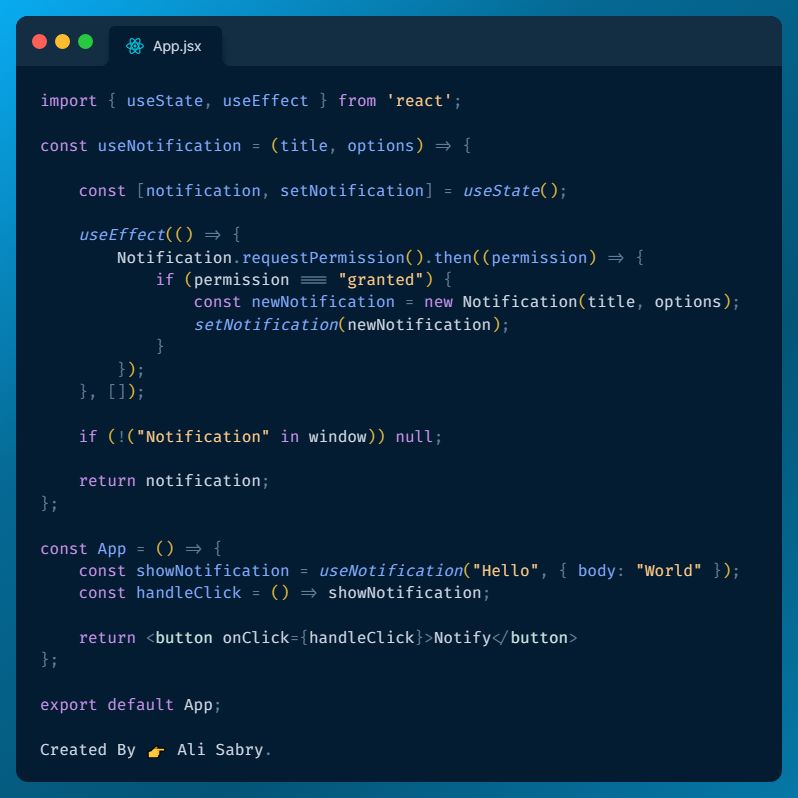 App.jsx
import { useState, useEffect } from 'react';
const useNotification = (title, options) => {
    const [notification, setNotification] = useState();
    useEffect(() => {
        Notification.requestPermission().then((permission) => {
            if (permission === "granted") {
                const newNotification = new Notification(title, options);
                setNotification(newNotification);
            }
        });
    }, []);
    if (!("Notification" in window)) null;
    return notification;
};
const App = () => {
    const showNotification = useNotification("Hello", { body: "World" });
    const handleClick = () => showNotification;
    return <button onClick={handleClick}>Notify</button>
};
export default App;
Created By 👉 Ali Sabry.